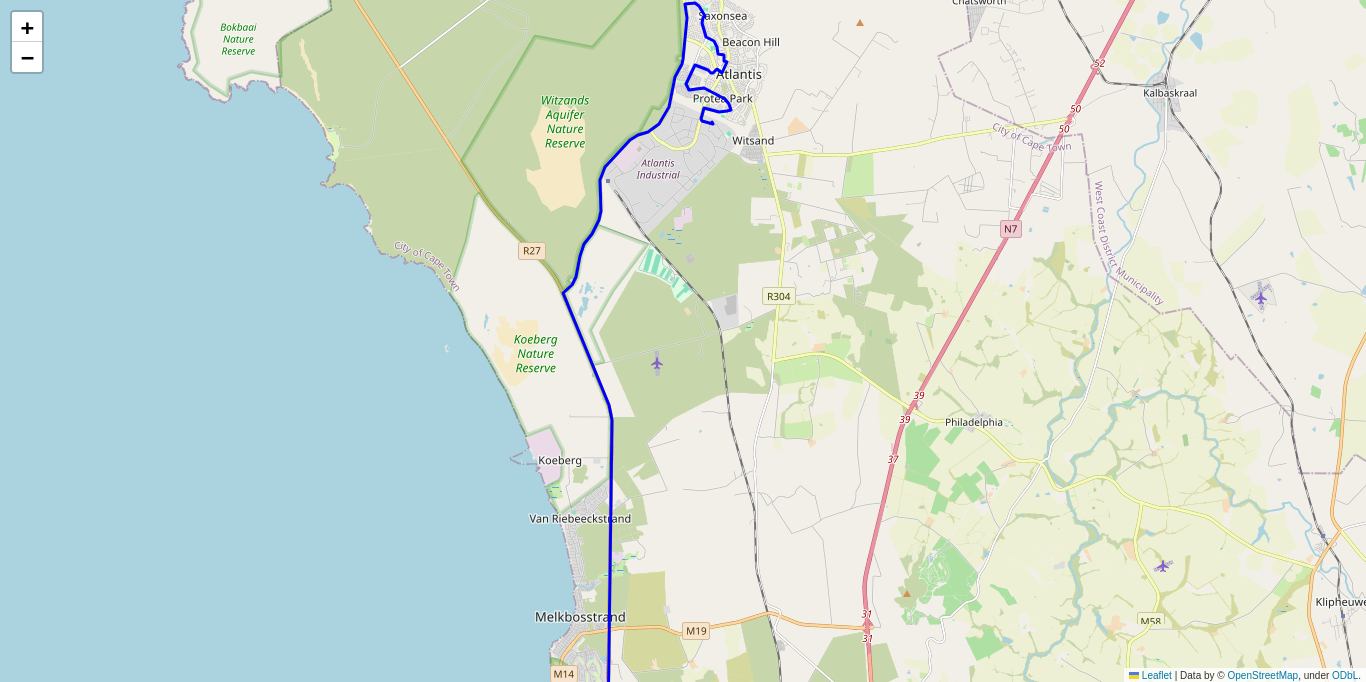 +
−
Bokbaai
Nature
Reserve
Saxonsea
Chatsworth
Beacon Hill
Atlantis
Protea Park
52
Kalbaskraal
50
50
City of Cape Town
Witzands
Aquifer
Nature
Reserve
Witsand
Atlantis
Industrial
West Coast District Municipality
N7
City of Cape Town
R27
R304
Koeberg
Nature
Reserve
39
39
Philadelphia
37
Koeberg
Van Riebeeckstrand
Melkbosstrand
M19
31
31
M58
Klipheuwe
M14
Leaflet | Data by © OpenStreetMap, under ODbL.